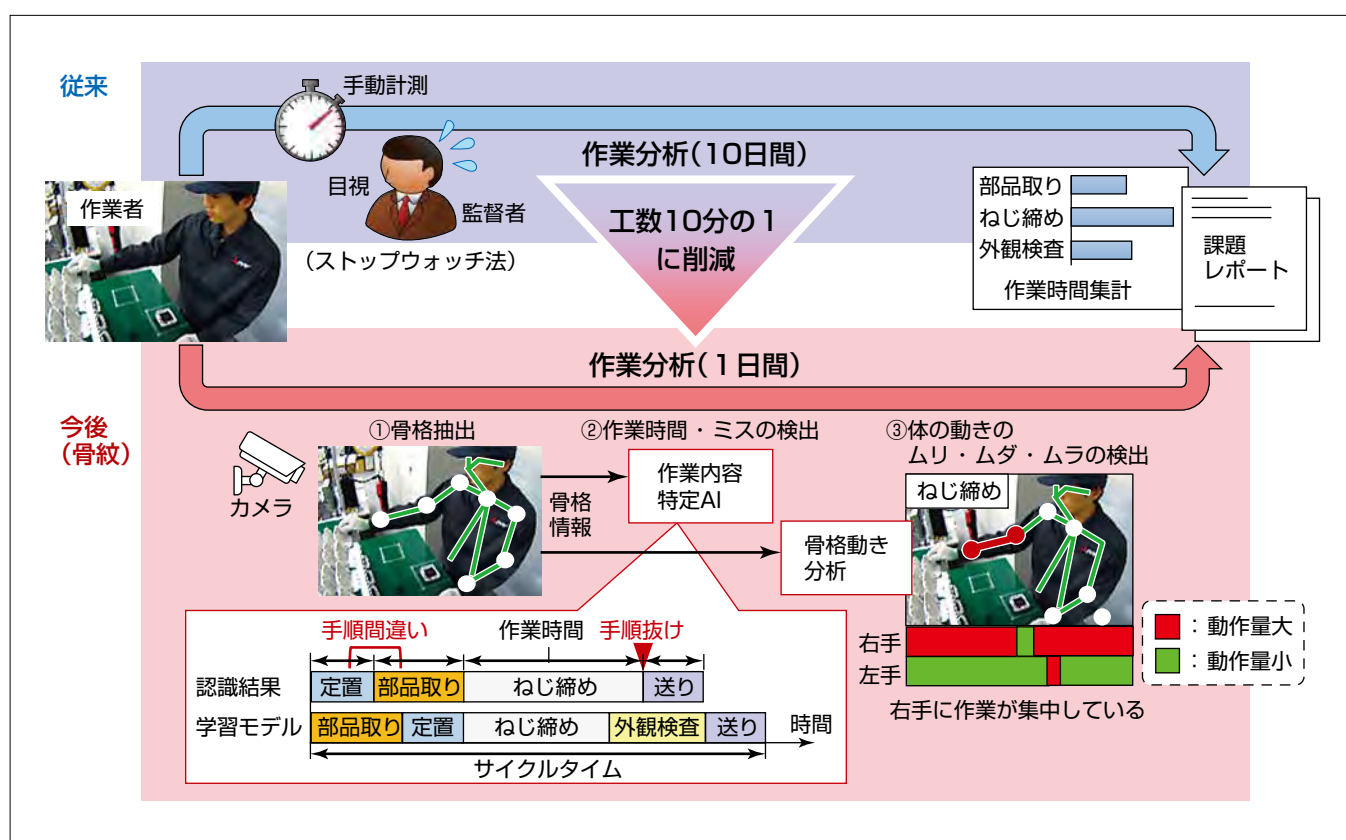 従来
手動計測
作業分析(10日間)
目視
監督者
(ストップウォッチ法)
作業者
工数10分の1
に削減
部品取り
ねじ締め
外観検査
作業時間集計
課題
レポート
作業分析(1日間)
今後
(骨紋)
カメラ
①骨格抽出
骨格
情報
②作業時間・ミスの検出
作業内容
特定AI
骨格動き
分析
③体の動きの
ムリ・ムダ・ムラの検出
ねじ締め
右手
左手
右手に作業が集中している
:動作量大
:動作量小
手順間違い
作業時間
手順抜け
認識結果
定置
部品取り
ねじ締め
送り
学習モデル
部品取り
定置
ねじ締め
外観検査
送り
時間
サイクルタイム